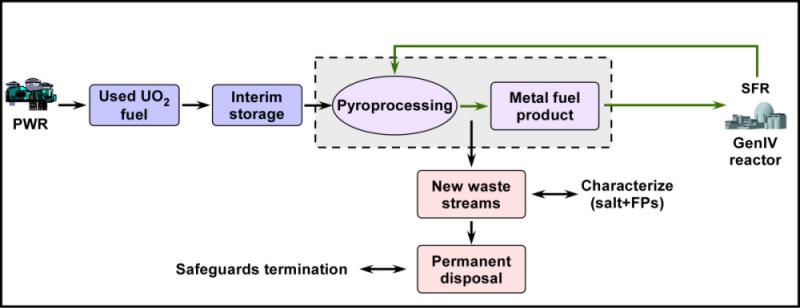 PWR
Used UO₂
fuel
Interim
storage
Pyroprocessing
Metal fuel
product
SFR
GenIV
reactor
New waste
streams
Characterize
(salt+FPs)
Safeguards termination
Permanent
disposal